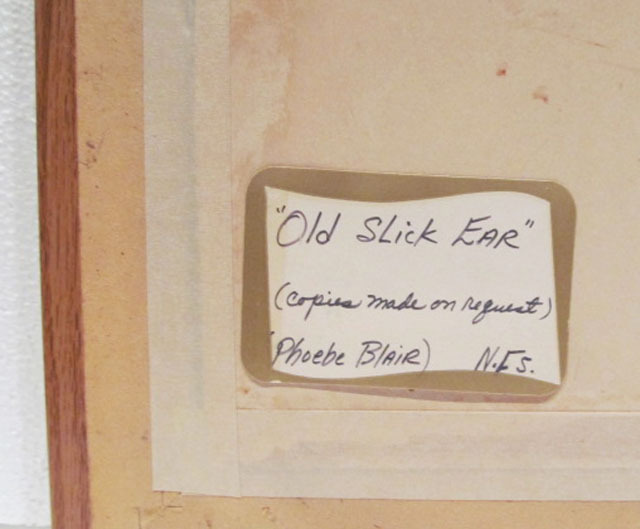 "Old Slick EAR"
(copies made on request)
Phoebe Blair) N.F.S.